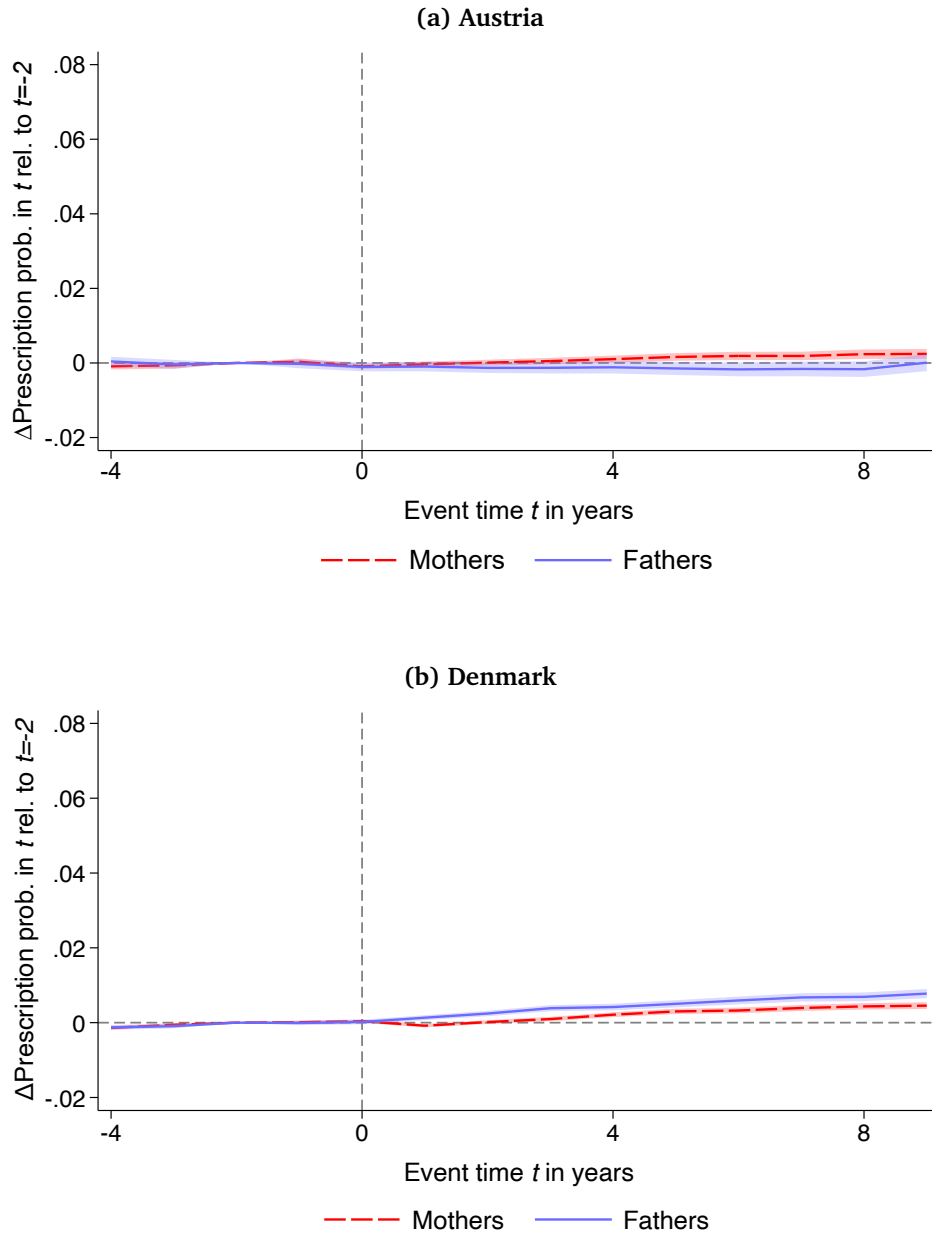 (a) Austria
ΔPrescription prob. in t rel. to t=-2
.08
.06
.04
.02
0
-.02
-4 0 4 8
Event time t in years
Mothers Fathers
(b) Denmark
ΔPrescription prob. in t rel. to t=-2
.08
.06
.04
.02
0
-.02
-4 0 4 8
Event time t in years
Mothers Fathers